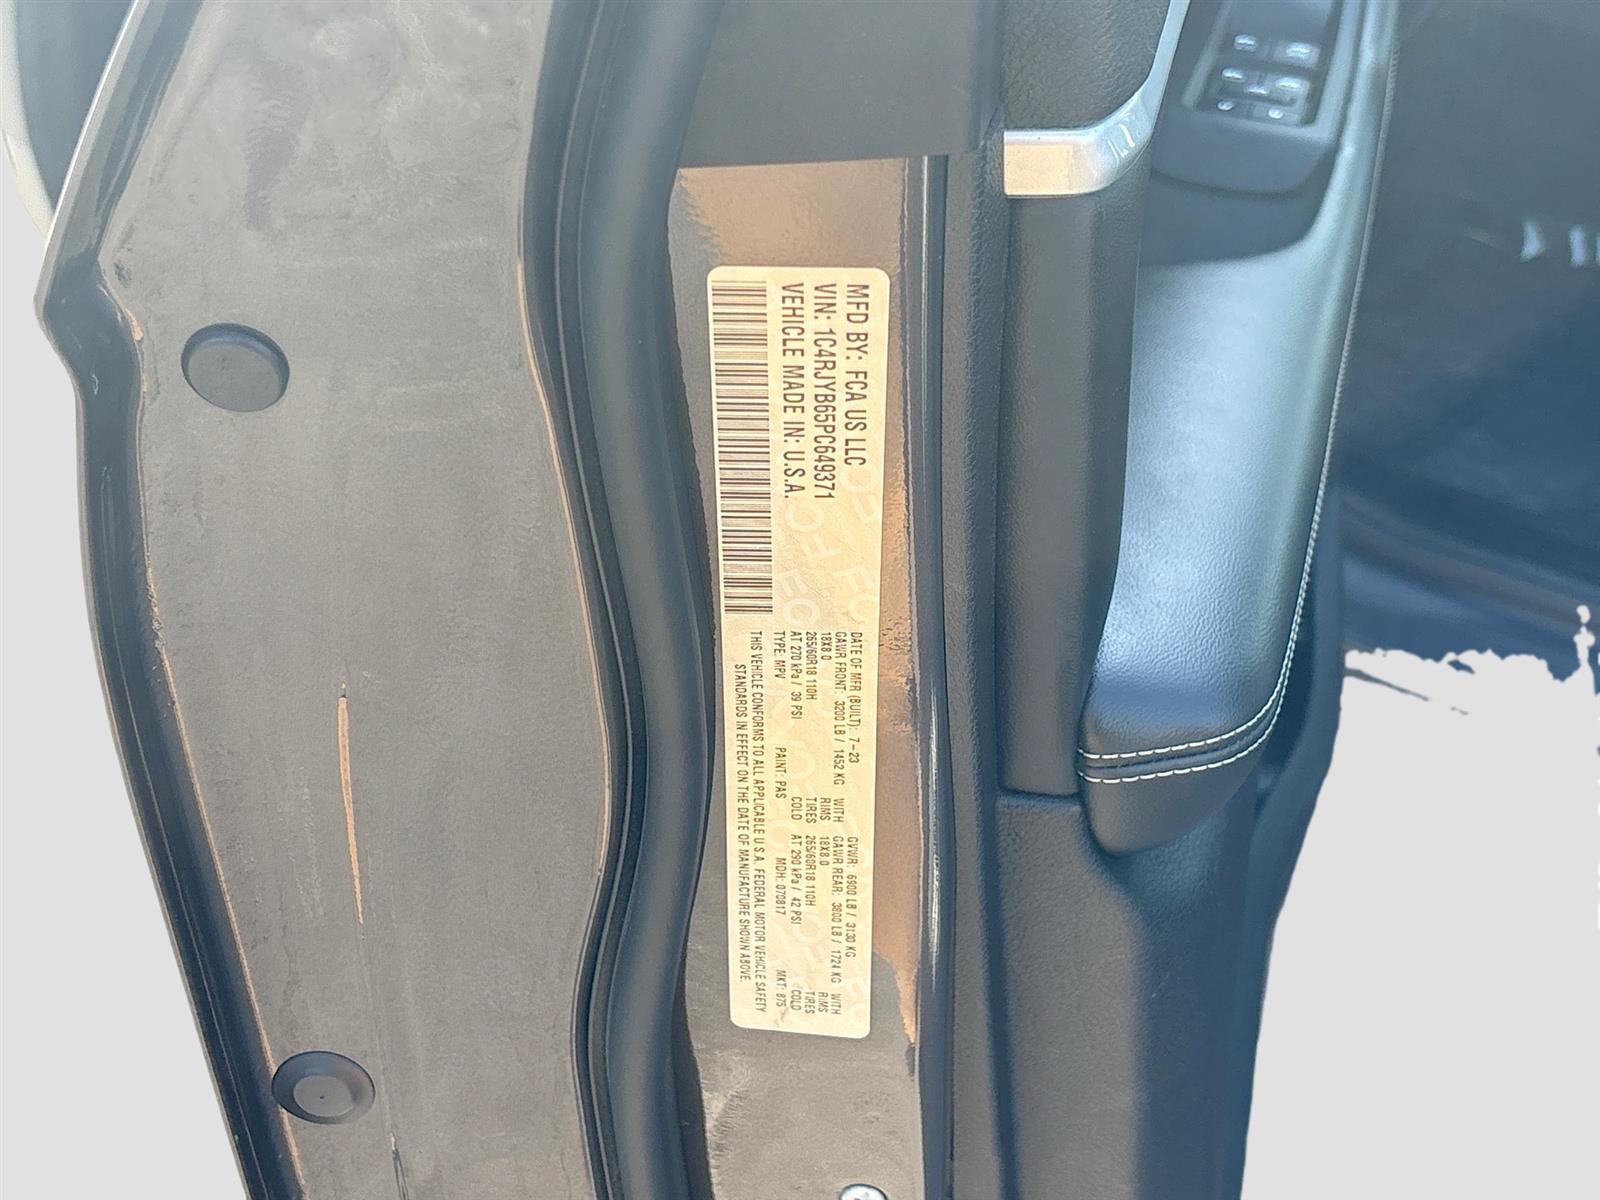 MFD BY: FCA US LLC
VIN: 1C4RJYB65PC649371
VEHICLE MADE IN: U.S.A.
DATE OF MFR (BUILT): 7-23 GVWR: 6900 LB / 3130 KG
GAWR FRONT: 3200 LB / 1452 KG WITH GAWR REAR: 3800 LB / 1724 KG WITH
18X8.0 RIMS 18X8.0 RIMS
265/60R18 110H TIRES 265/60R18 110H TIRES
AT 270 kPa / 39 PSI COLD AT 290 kPa / 42 PSI COLD
TYPE: MPV PAINT: PAS MDH: 070817 MKT: 875
THIS VEHICLE CONFORMS TO ALL APPLICABLE U.S.A. FEDERAL MOTOR VEHICLE SAFETY
STANDARDS IN EFFECT ON THE DATE OF MANUFACTURE SHOWN ABOVE.